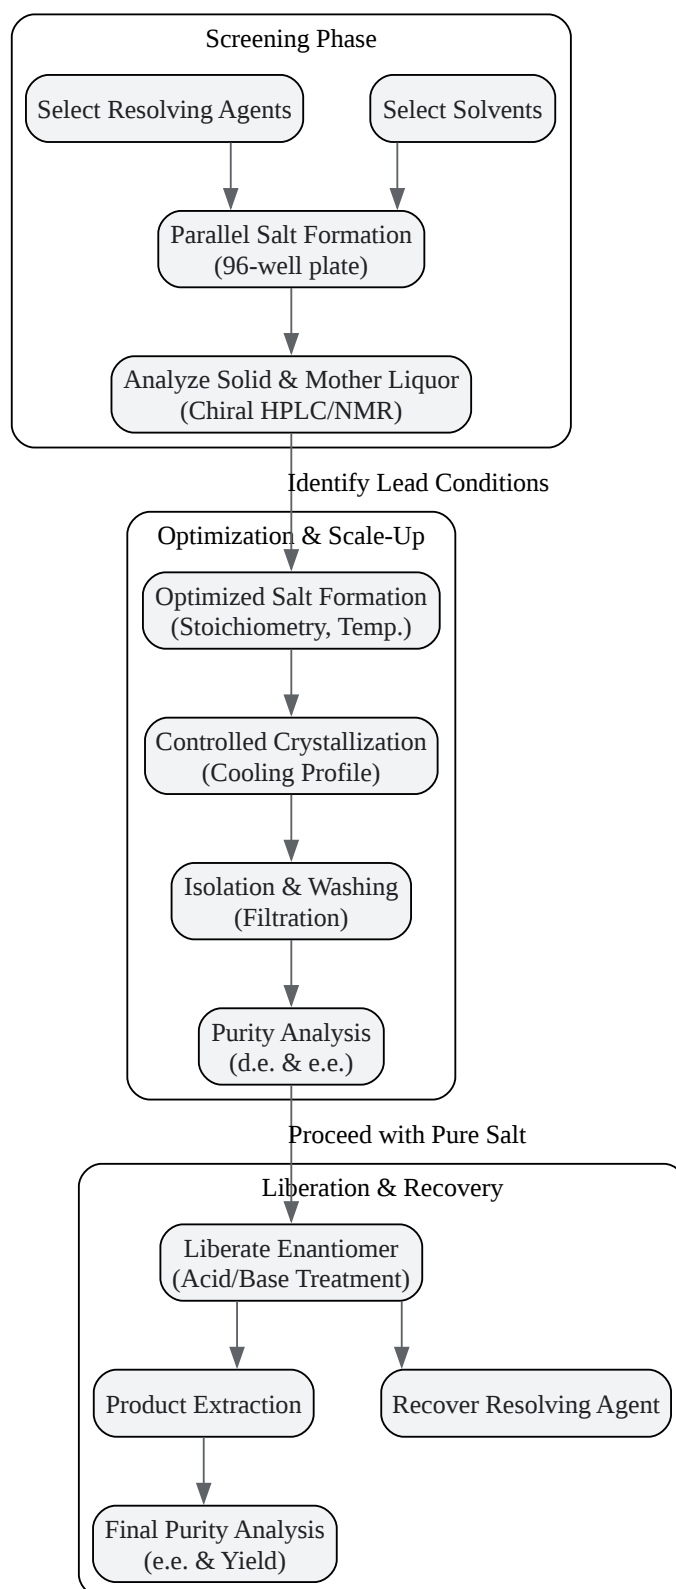 Screening Phase
Select Resolving Agents
Select Solvents
Parallel Salt Formation
(96-well plate)
Analyze Solid & Mother Liquor
(Chiral HPLC/NMR)
Identify Lead Conditions
Optimization & Scale-Up
Optimized Salt Formation
(Stoichiometry, Temp.)
Controlled Crystallization
(Cooling Profile)
Isolation & Washing
(Filtration)
Purity Analysis
(d.e. & e.e.)
Proceed with Pure Salt
Liberation & Recovery
Liberate Enantiomer
(Acid/Base Treatment)
Product Extraction
Recover Resolving Agent
Final Purity Analysis
(e.e. & Yield)